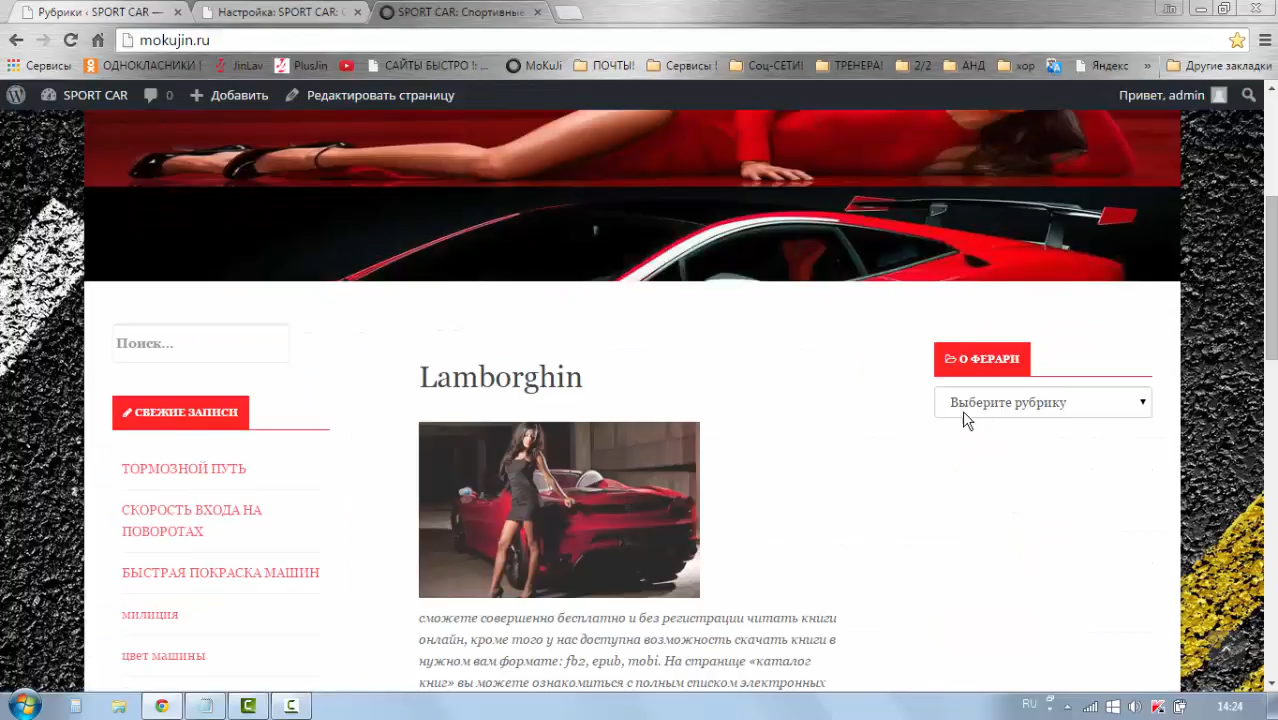 Рубрики ‹ SPORT CAR —
Настройка: SPORT CAR: С
SPORT CAR: Спортивные
Jin
mokujin.ru
Сервисы
ОДНОКЛАССНИКИ !
JinLav
PlusJin
САЙТЫ БЫСТРО !: ...
MoKuJi
ПОЧТЫ!
Сервисы !
Соц-СЕТИ!
ТРЕНЕРА!
2/2
АНД
хор
Яндекс
»
Другие закладки
SPORT CAR
0
Добавить
Редактировать страницу
Привет, admin
Поиск...
СВЕЖИЕ ЗАПИСИ
ТОРМОЗНОЙ ПУТЬ
СКОРОСТЬ ВХОДА НА
ПОВОРОТАХ
БЫСТРАЯ ПОКРАСКА МАШИН
милиция
цвет машины
Lamborghin
сможете совершенно бесплатно и без регистрации читать книги
онлайн, кроме того у нас доступна возможность скачать книги в
нужном вам формате: fb2, epub, mobi. На странице «каталог
книг» вы можете ознакомиться с полным списком электронных
О ФЕРАРИ
Выберите рубрику
RU
14:24